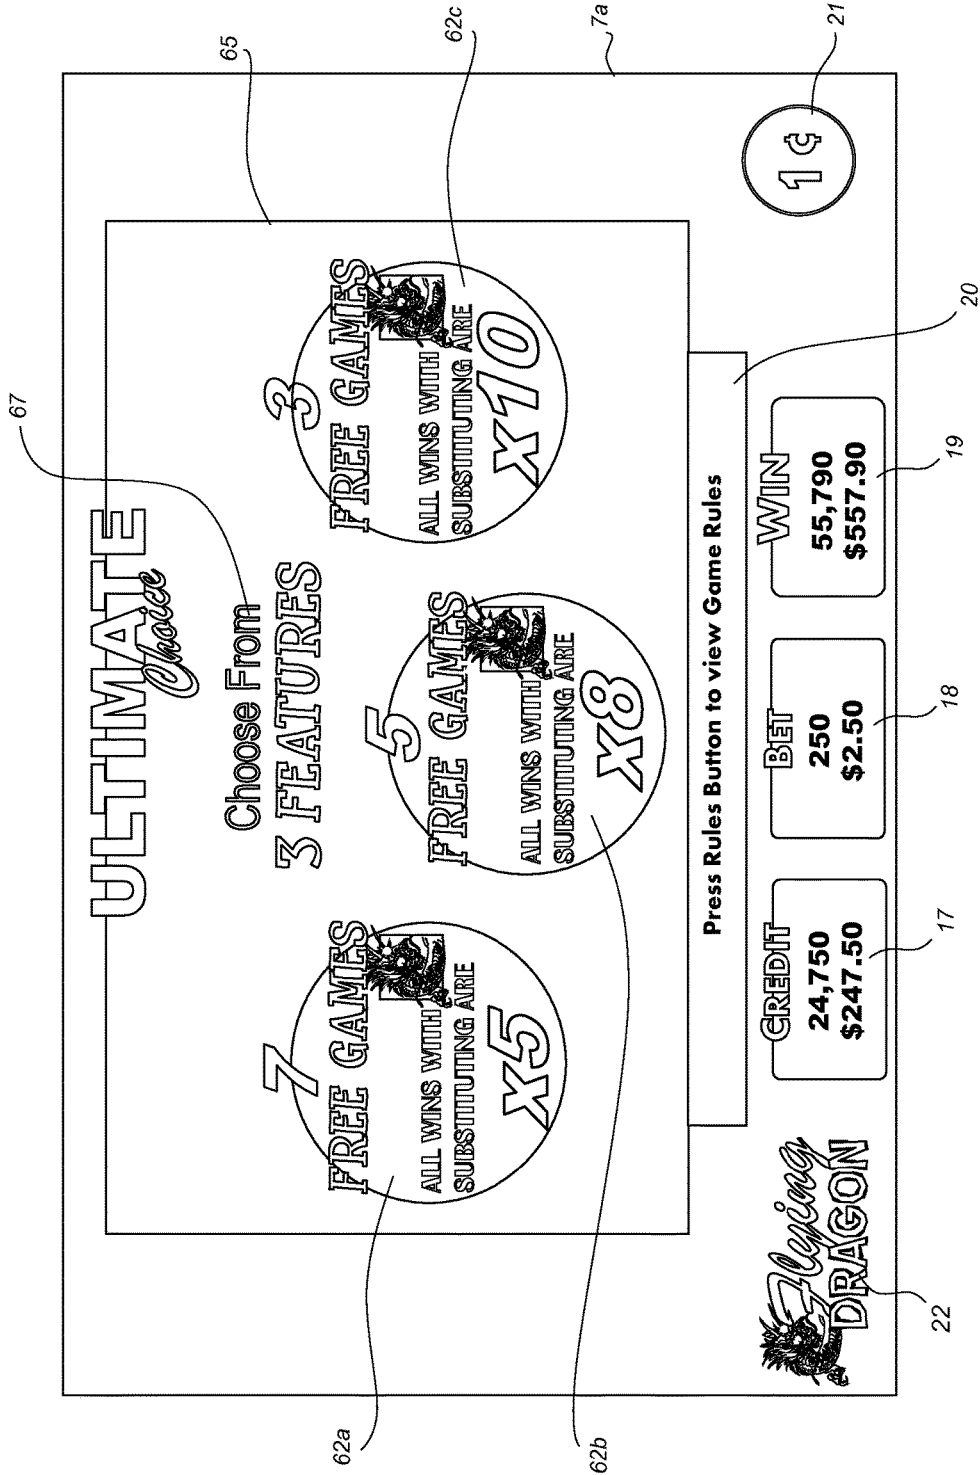 65
62c
7a
21
67
ULTIMATE
Choice
Choose From
3 FEATURES
7
FREE GAMES
ALL WINS WITH
SUBSTITUTING ARE
x5
5
FREE GAMES
ALL WINS WITH
SUBSTITUTING ARE
x8
3
FREE GAMES
ALL WINS WITH
SUBSTITUTING ARE
x10
1¢
Press Rules Button to view Game Rules
20
Flying
DRAGON
CREDIT
24,750
$247.50
BET
250
$2.50
WIN
55,790
$557.90
62a
62b
22
17
18
19